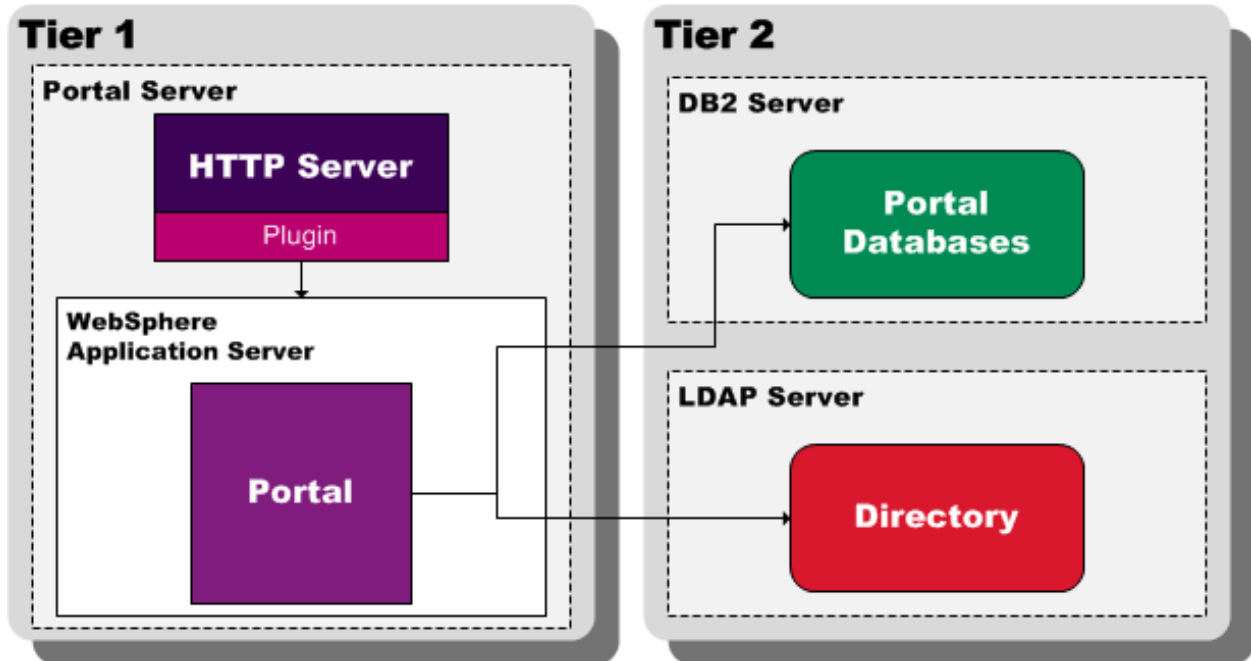 Tier 1
Portal Server
HTTP Server
Plugin
WebSphere
Application Server
Portal
Tier 2
DB2 Server
Portal
Databases
LDAP Server
Directory